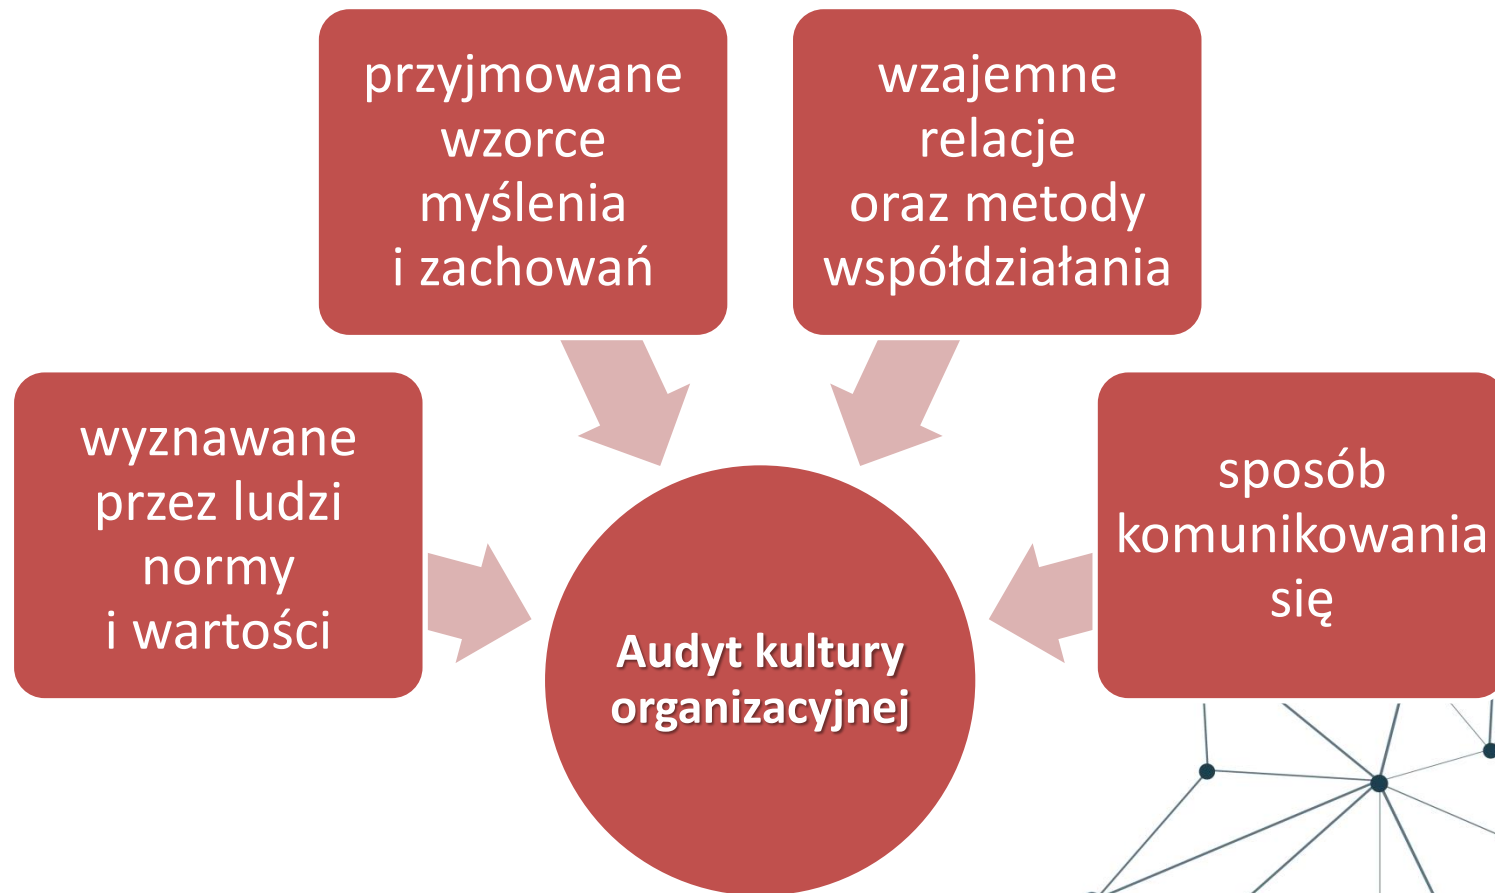 przyjmowane
wzorce
myślenia
i zachowań
wzajemne
relacje
oraz metody
współdziałania
wyznawane
przez ludzi
normy
i wartości
sposób
komunikowania
się
Audyt kultury
organizacyjnej